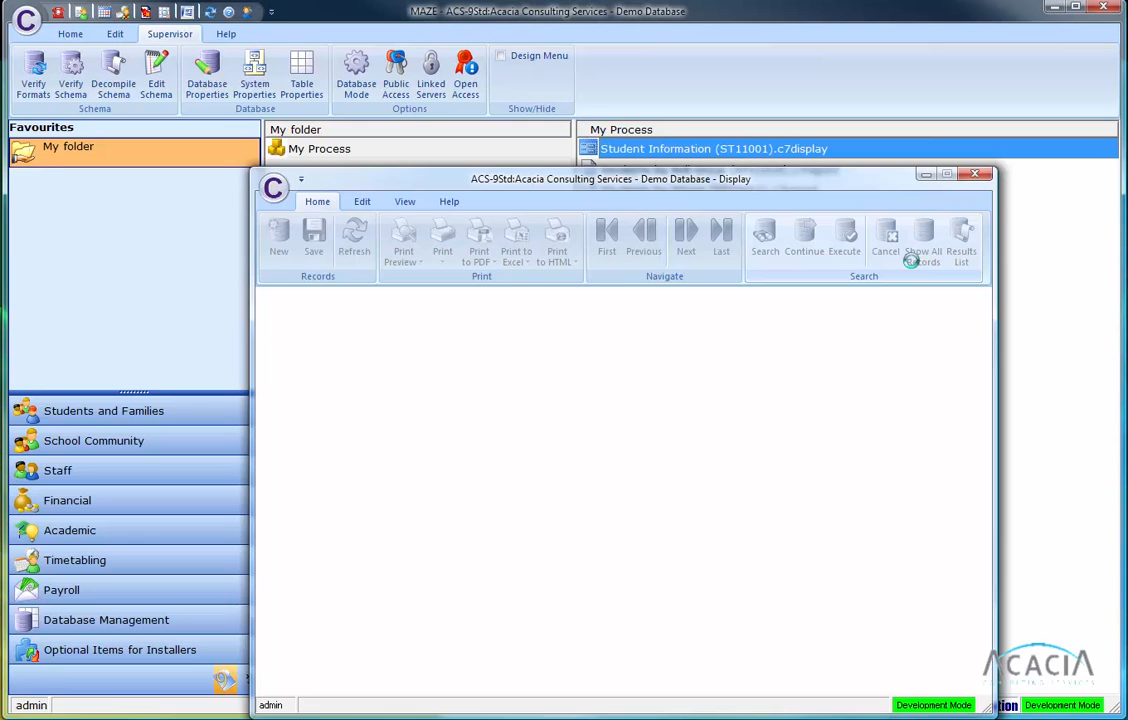 MAZE - ACS-9Std:Acacia Consulting Services - Demo Database
Home Edit Supervisor Help
Verify Formats
Verify Schema
Decompile Schema
Edit Schema
Schema
Database Properties
System Properties
Table Properties
Database
Database Mode
Public Access
Linked Servers
Open Access
Options
Design Menu
Show/Hide
Favourites
My folder
My folder
My Process
My Process
Student Information (ST11001).c7display
ACS-9Std:Acacia Consulting Services - Demo Database - Display
Home Edit View Help
New
Save
Refresh
Records
Print Preview
Print
Print to PDF
Print to Excel
Print to HTML
Print
First
Previous
Next
Last
Navigate
Search
Continue
Execute
Cancel
Show All
Results List
Search
Students and Families
School Community
Staff
Financial
Academic
Timetabling
Payroll
Database Management
Optional Items for Installers
ACACIA
CONSULTING SERVICES
admin
admin
Development Mode
Development Mode